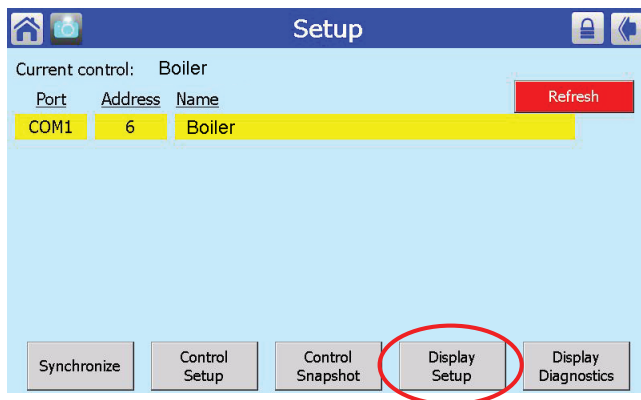 Setup
Current control: Boiler
Port Address Name
Refresh
COM1 6 Boiler
Synchronize
Control
Setup
Control
Snapshot
Display
Setup
Display
Diagnostics